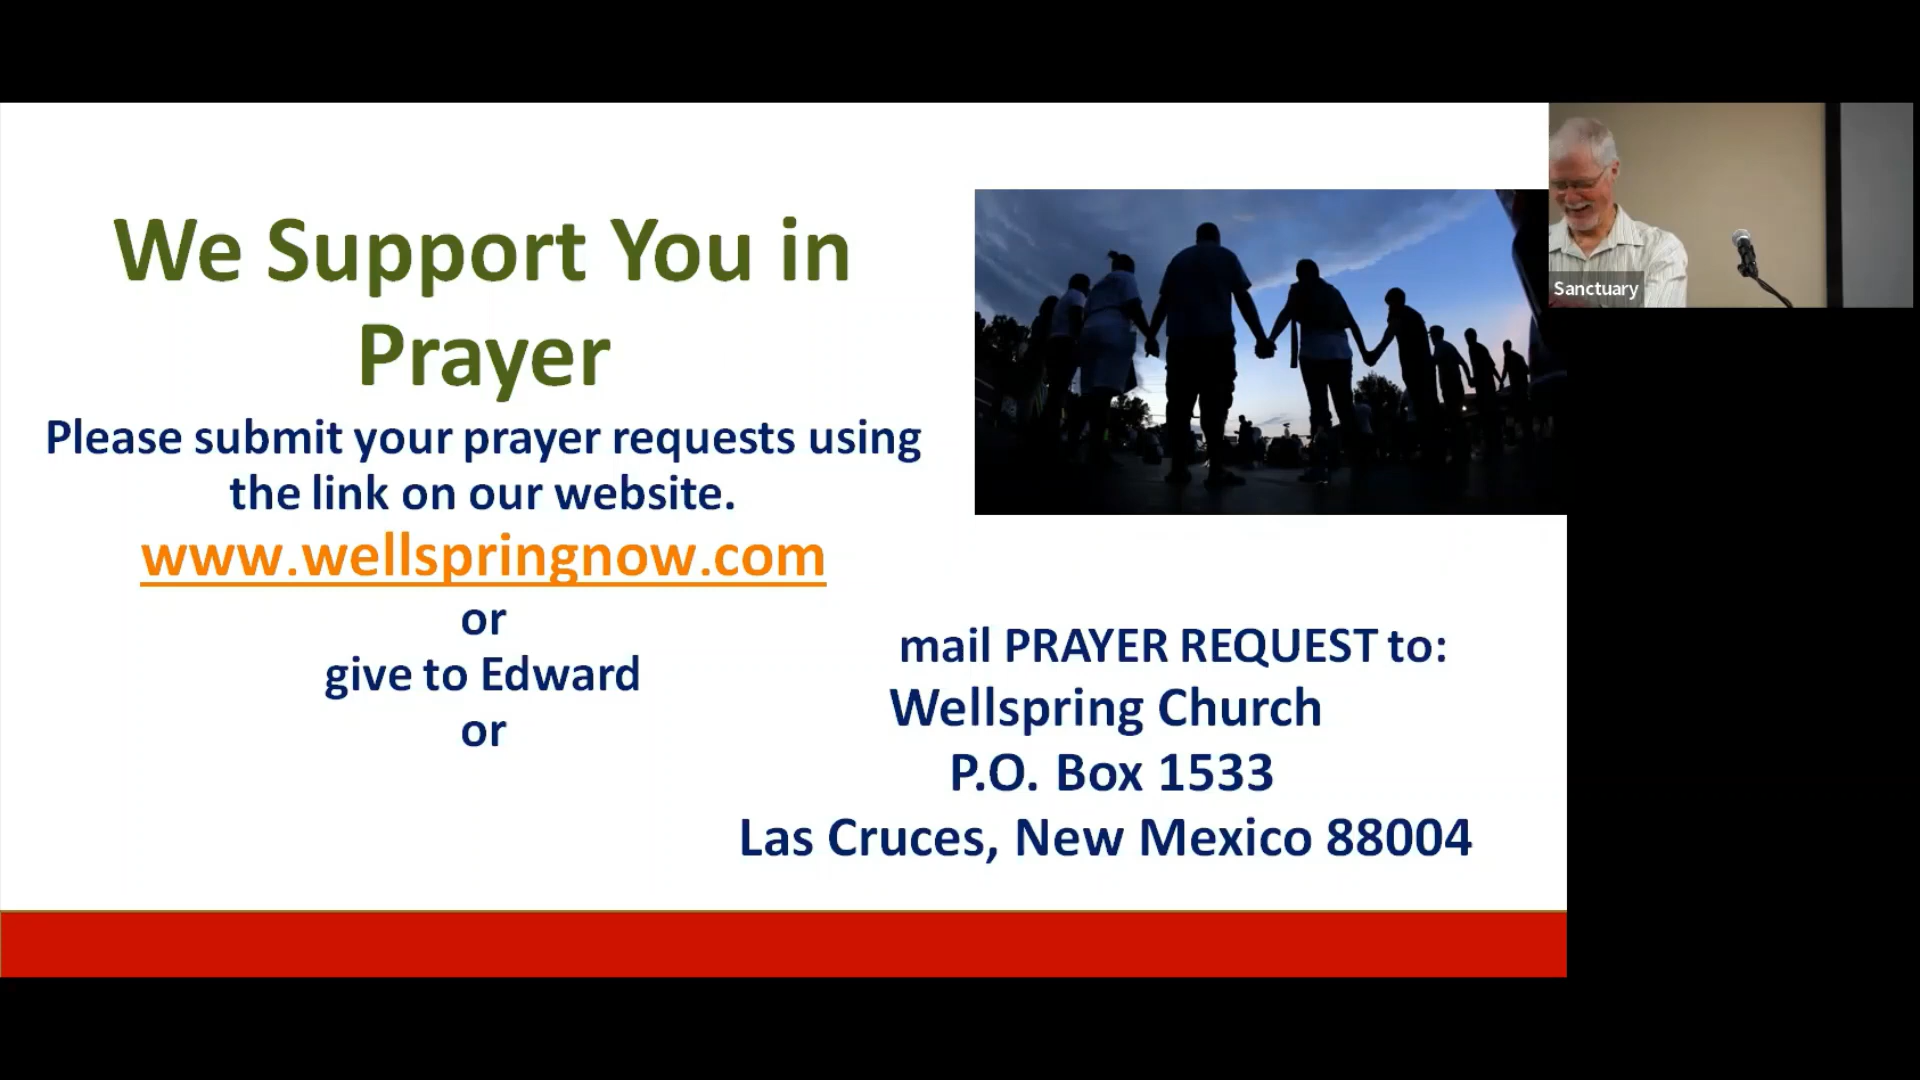 We Support You in
Prayer
Please submit your prayer requests using
the link on our website.
www.wellspringnow.com
or
give to Edward
or
mail PRAYER REQUEST to:
Wellspring Church
P.O. Box 1533
Las Cruces, New Mexico 88004
Sanctuary